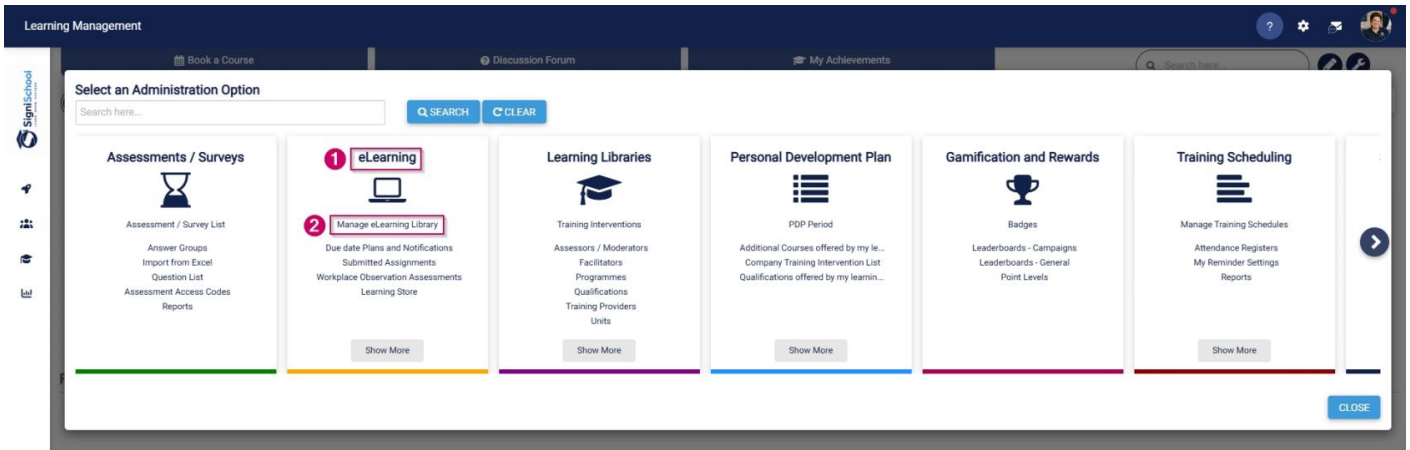 Learning Management
?
Book a Course
Discussion Forum
My Achievements
Search here...
SigniSchool
Select an Administration Option
Search here...
SEARCH
CLEAR
Assessments / Surveys
Assessment / Survey List
Answer Groups
Import from Excel
Question List
Assessment Access Codes
Reports
1
eLearning
2
Manage eLearning Library
Due date Plans and Notifications
Submitted Assignments
Workplace Observation Assessments
Learning Store
Show More
Learning Libraries
Training Interventions
Assessors / Moderators
Facilitators
Programmes
Qualifications
Training Providers
Units
Show More
Personal Development Plan
PDP Period
Additional Courses offered by my le...
Company Training Intervention List
Qualifications offered by my learnin...
Show More
Gamification and Rewards
Badges
Leaderboards - Campaigns
Leaderboards - General
Point Levels
Training Scheduling
Manage Training Schedules
Attendance Registers
My Reminder Settings
Reports
Show More
CLOSE